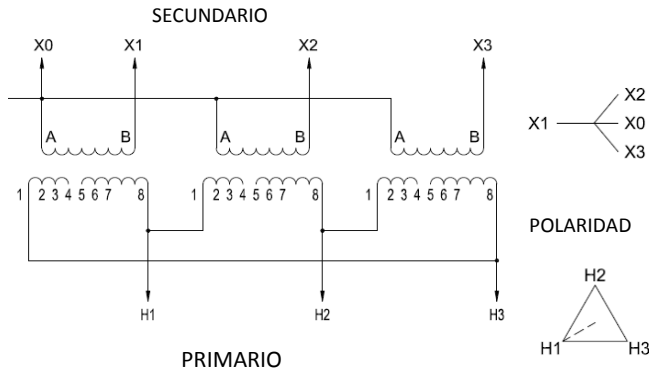 SECUNDARIO
X0 X1 X2 X3
A B A B A B
1 2 3 4 5 6 7 8 1 2 3 4 5 6 7 8 1 2 3 4 5 6 7 8
H1 H2 H3
PRIMARIO
X2
X1 X0
X3
POLARIDAD
H2
H1 H3